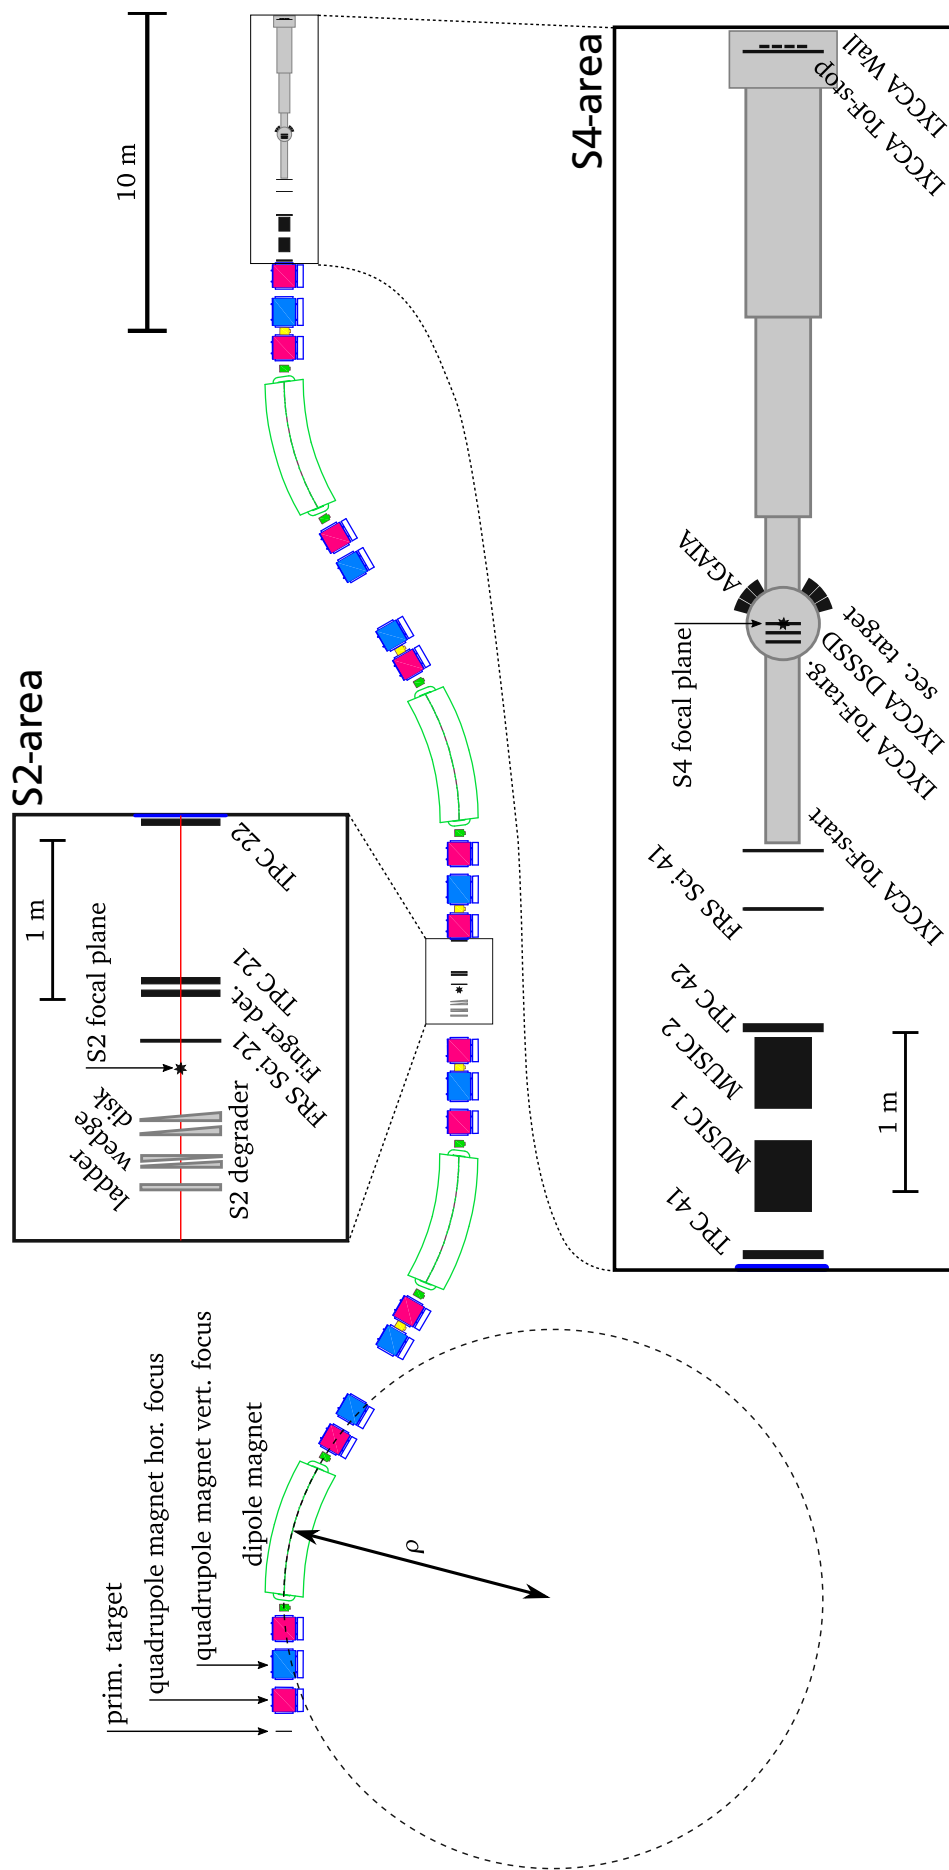 prim. target
quadrupole magnet hor. focus
quadrupole magnet vert. focus
dipole magnet
ρ
10 m
S2-area
1 m
S2 focal plane
ladder
wedge
disk
S2 degrader
FRS Sci 21
Finger det.
TPC 21
TPC 22
S4-area
TPC 41
MUSIC 1
MUSIC 2
TPC 42
FRS Sci 41
LYCCA ToF-start
S4 focal plane
AGATA
LYCCA ToF-targ.
LYCCA DSSSD
sec. target
LYCCA ToF-stop
LYCCA Wall
1 m